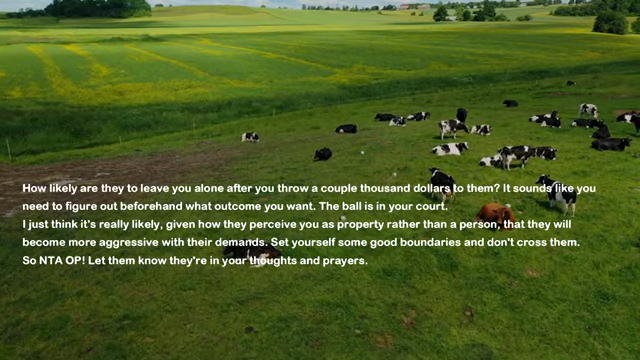 How likely are they to leave you alone after you throw a couple thousand dollars to them? It sounds like you
need to figure out beforehand what outcome you want. The ball is in your court.
I just think it's really likely, given how they perceive you as property rather than a person, that they will
become more aggressive with their demands. Set yourself some good boundaries and don't cross them.
So NTA OP! Let them know they're in your thoughts and prayers.